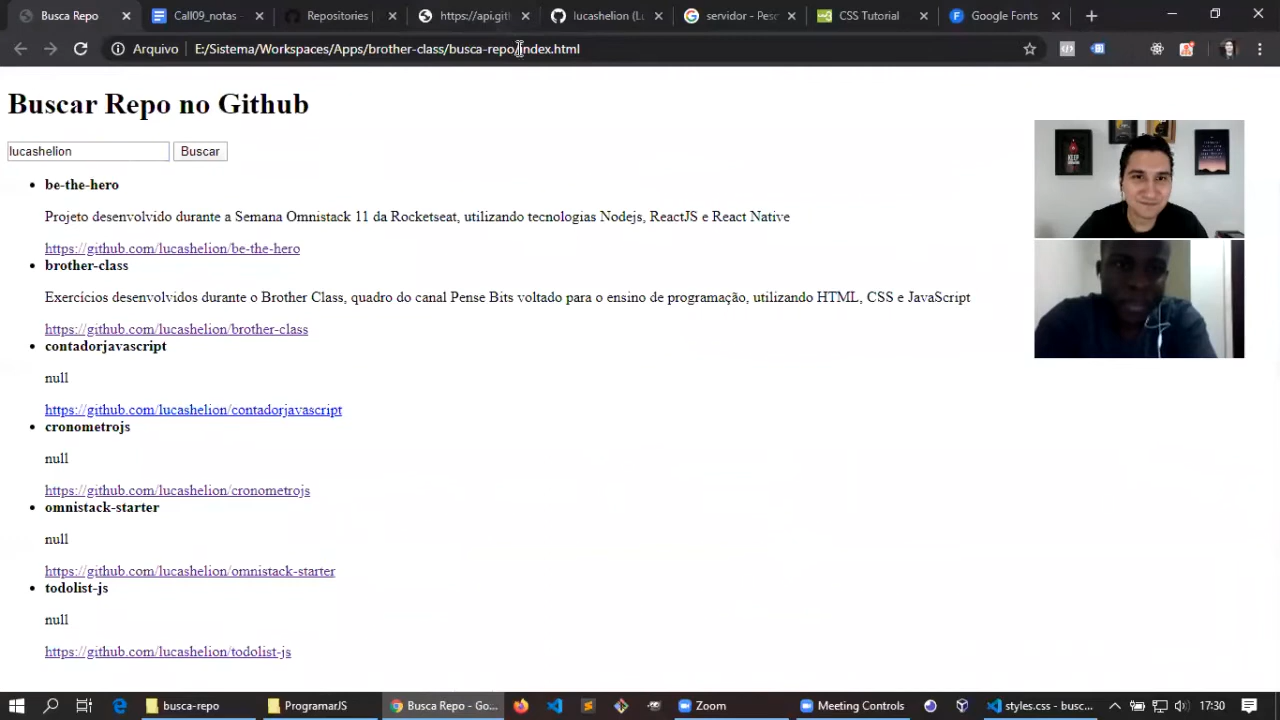 Busca Repo
Call09_notas -
Repositories |
https://api.git
lucashelion (Lu
servidor - Pesc
CSS Tutorial
Google Fonts
Arquivo
E:/Sistema/Workspaces/Apps/brother-class/busca-repo/index.html
Buscar Repo no Github
lucashelion
Buscar
be-the-hero
Projeto desenvolvido durante a Semana Omnistack 11 da Rocketseat, utilizando tecnologias Nodejs, ReactJS e React Native
https://github.com/lucashelion/be-the-hero
brother-class
Exercícios desenvolvidos durante o Brother Class, quadro do canal Pense Bits voltado para o ensino de programação, utilizando HTML, CSS e JavaScript
https://github.com/lucashelion/brother-class
contadorjavascript
null
https://github.com/lucashelion/contadorjavascript
cronometrojs
null
https://github.com/lucashelion/cronometrojs
omnistack-starter
null
https://github.com/lucashelion/omnistack-starter
todolist-js
null
https://github.com/lucashelion/todolist-js
busca-repo
ProgramarJS
Busca Repo - Go...
Zoom
Meeting Controls
styles.css - busc...
17:30